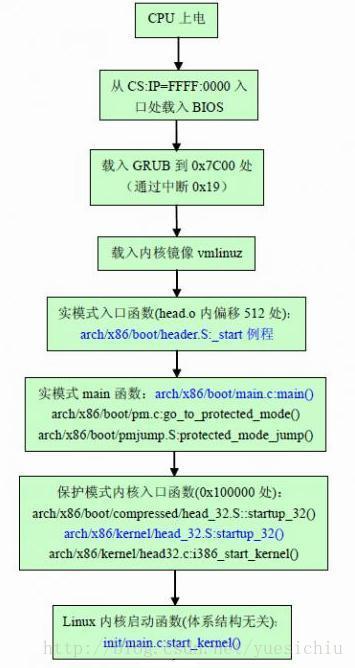 CPU 上电
从 CS:IP=FFFF:0000 入
口处载入 BIOS
载入 GRUB 到 0x7C00 处
（通过中断 0x19）
载入内核镜像 vmlinuz
实模式入口函数(head.o 内偏移 512 处):
arch/x86/boot/header.S:_start 例程
实模式 main 函数： arch/x86/boot/main.c:main()
arch/x86/boot/pm.c:go_to_protected_mode()
arch/x86/boot/pmjump.S:protected_mode_jump()
保护模式内核入口函数(0x100000 处)：
arch/x86/boot/compressed/head_32.S::startup_32()
arch/x86/kernel/head_32.S:startup_32()
arch/x86/kernel/head32.c:i386_start_kernel()
Linux 内核启动函数(体系结构无关):
init/main.c:start_kernel()
http://blog.csdn.net/yuesichiu